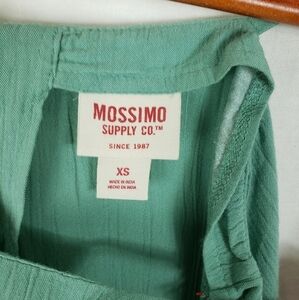 MOSSIMO
SUPPLY CO.™
SINCE 1987
XS
MADE IN INDIA
HECHO EN INDIA